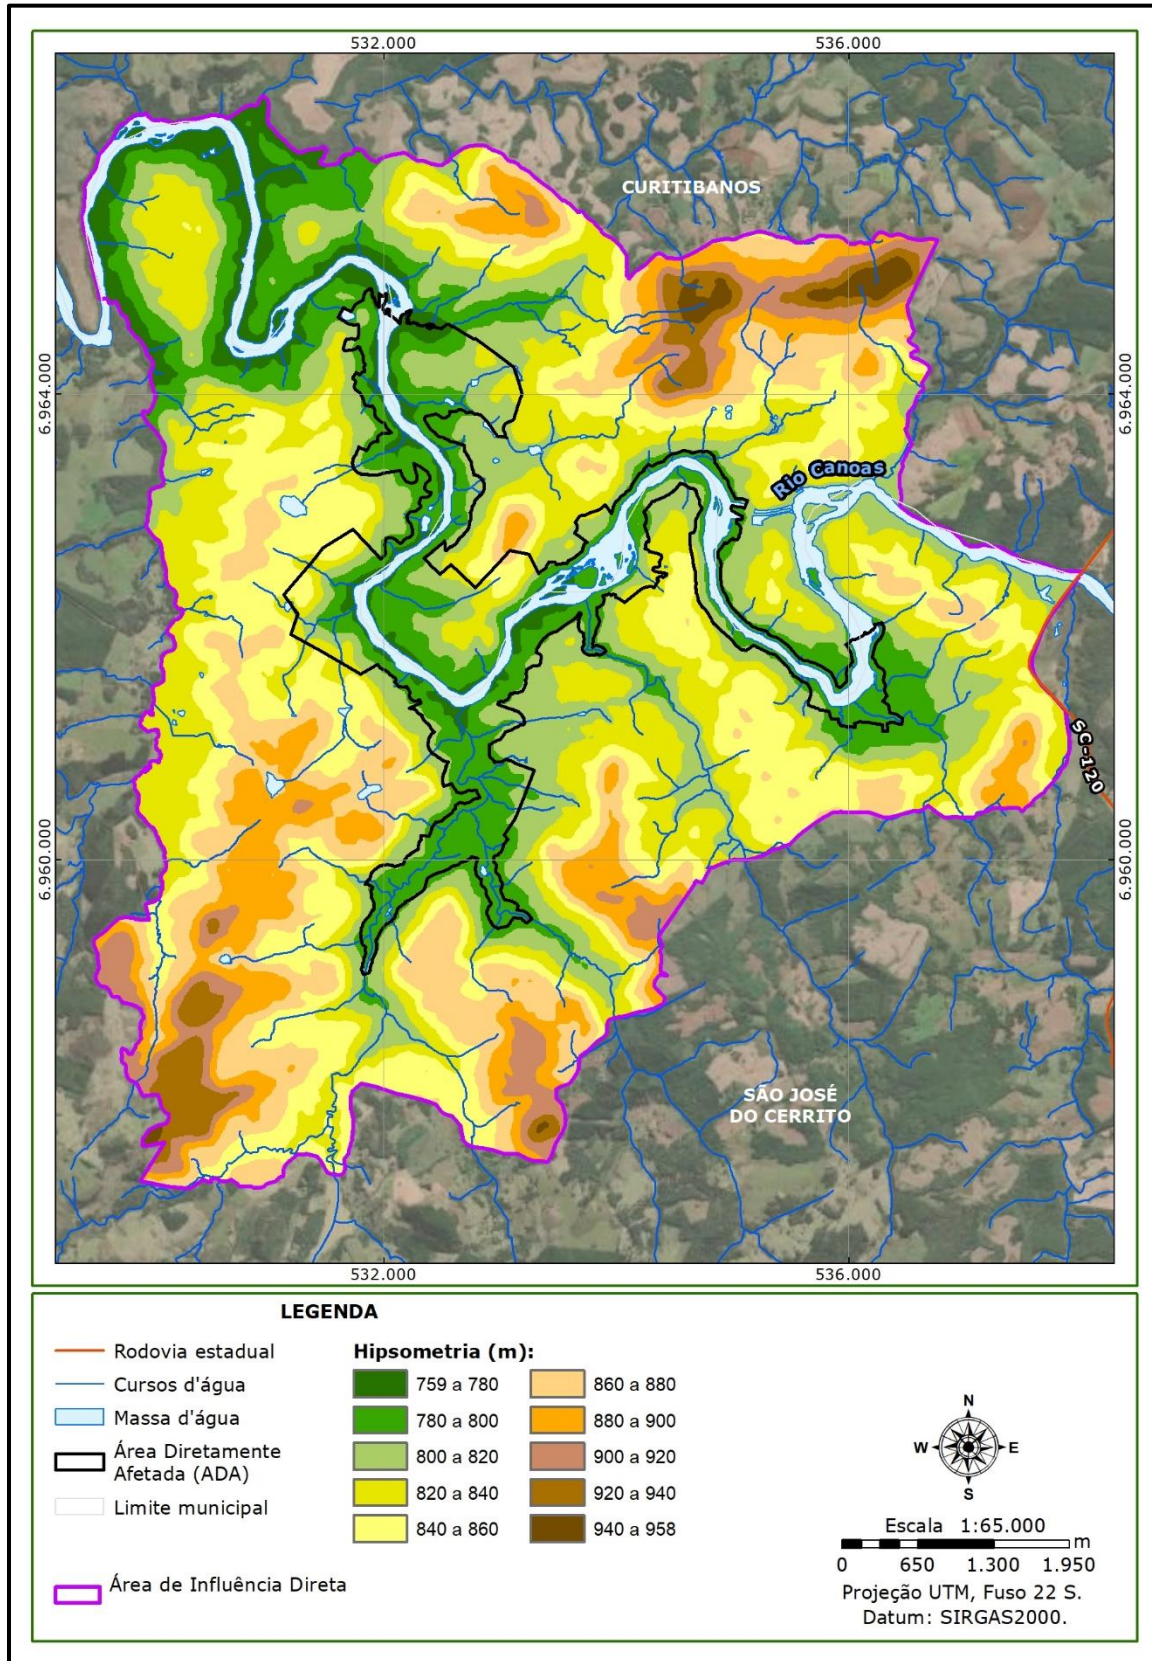 532.000
536.000
CURITIBANOS
6.964.000
6.964.000
Rio Canoas
SC-120
6.960.000
6.960.000
SÃO JOSÉ
DO CERRITO
532.000
536.000
LEGENDA
Rodovia estadual
Cursos d'água
Massa d'água
Área Diretamente
Afetada (ADA)
Limite municipal
Área de Influência Direta
Hipsometria (m):
759 a 780
780 a 800
800 a 820
820 a 840
840 a 860
860 a 880
880 a 900
900 a 920
920 a 940
940 a 958
N
W
E
S
Escala 1:65.000
m
0 650 1.300 1.950
Projeção UTM, Fuso 22 S.
Datum: SIRGAS2000.